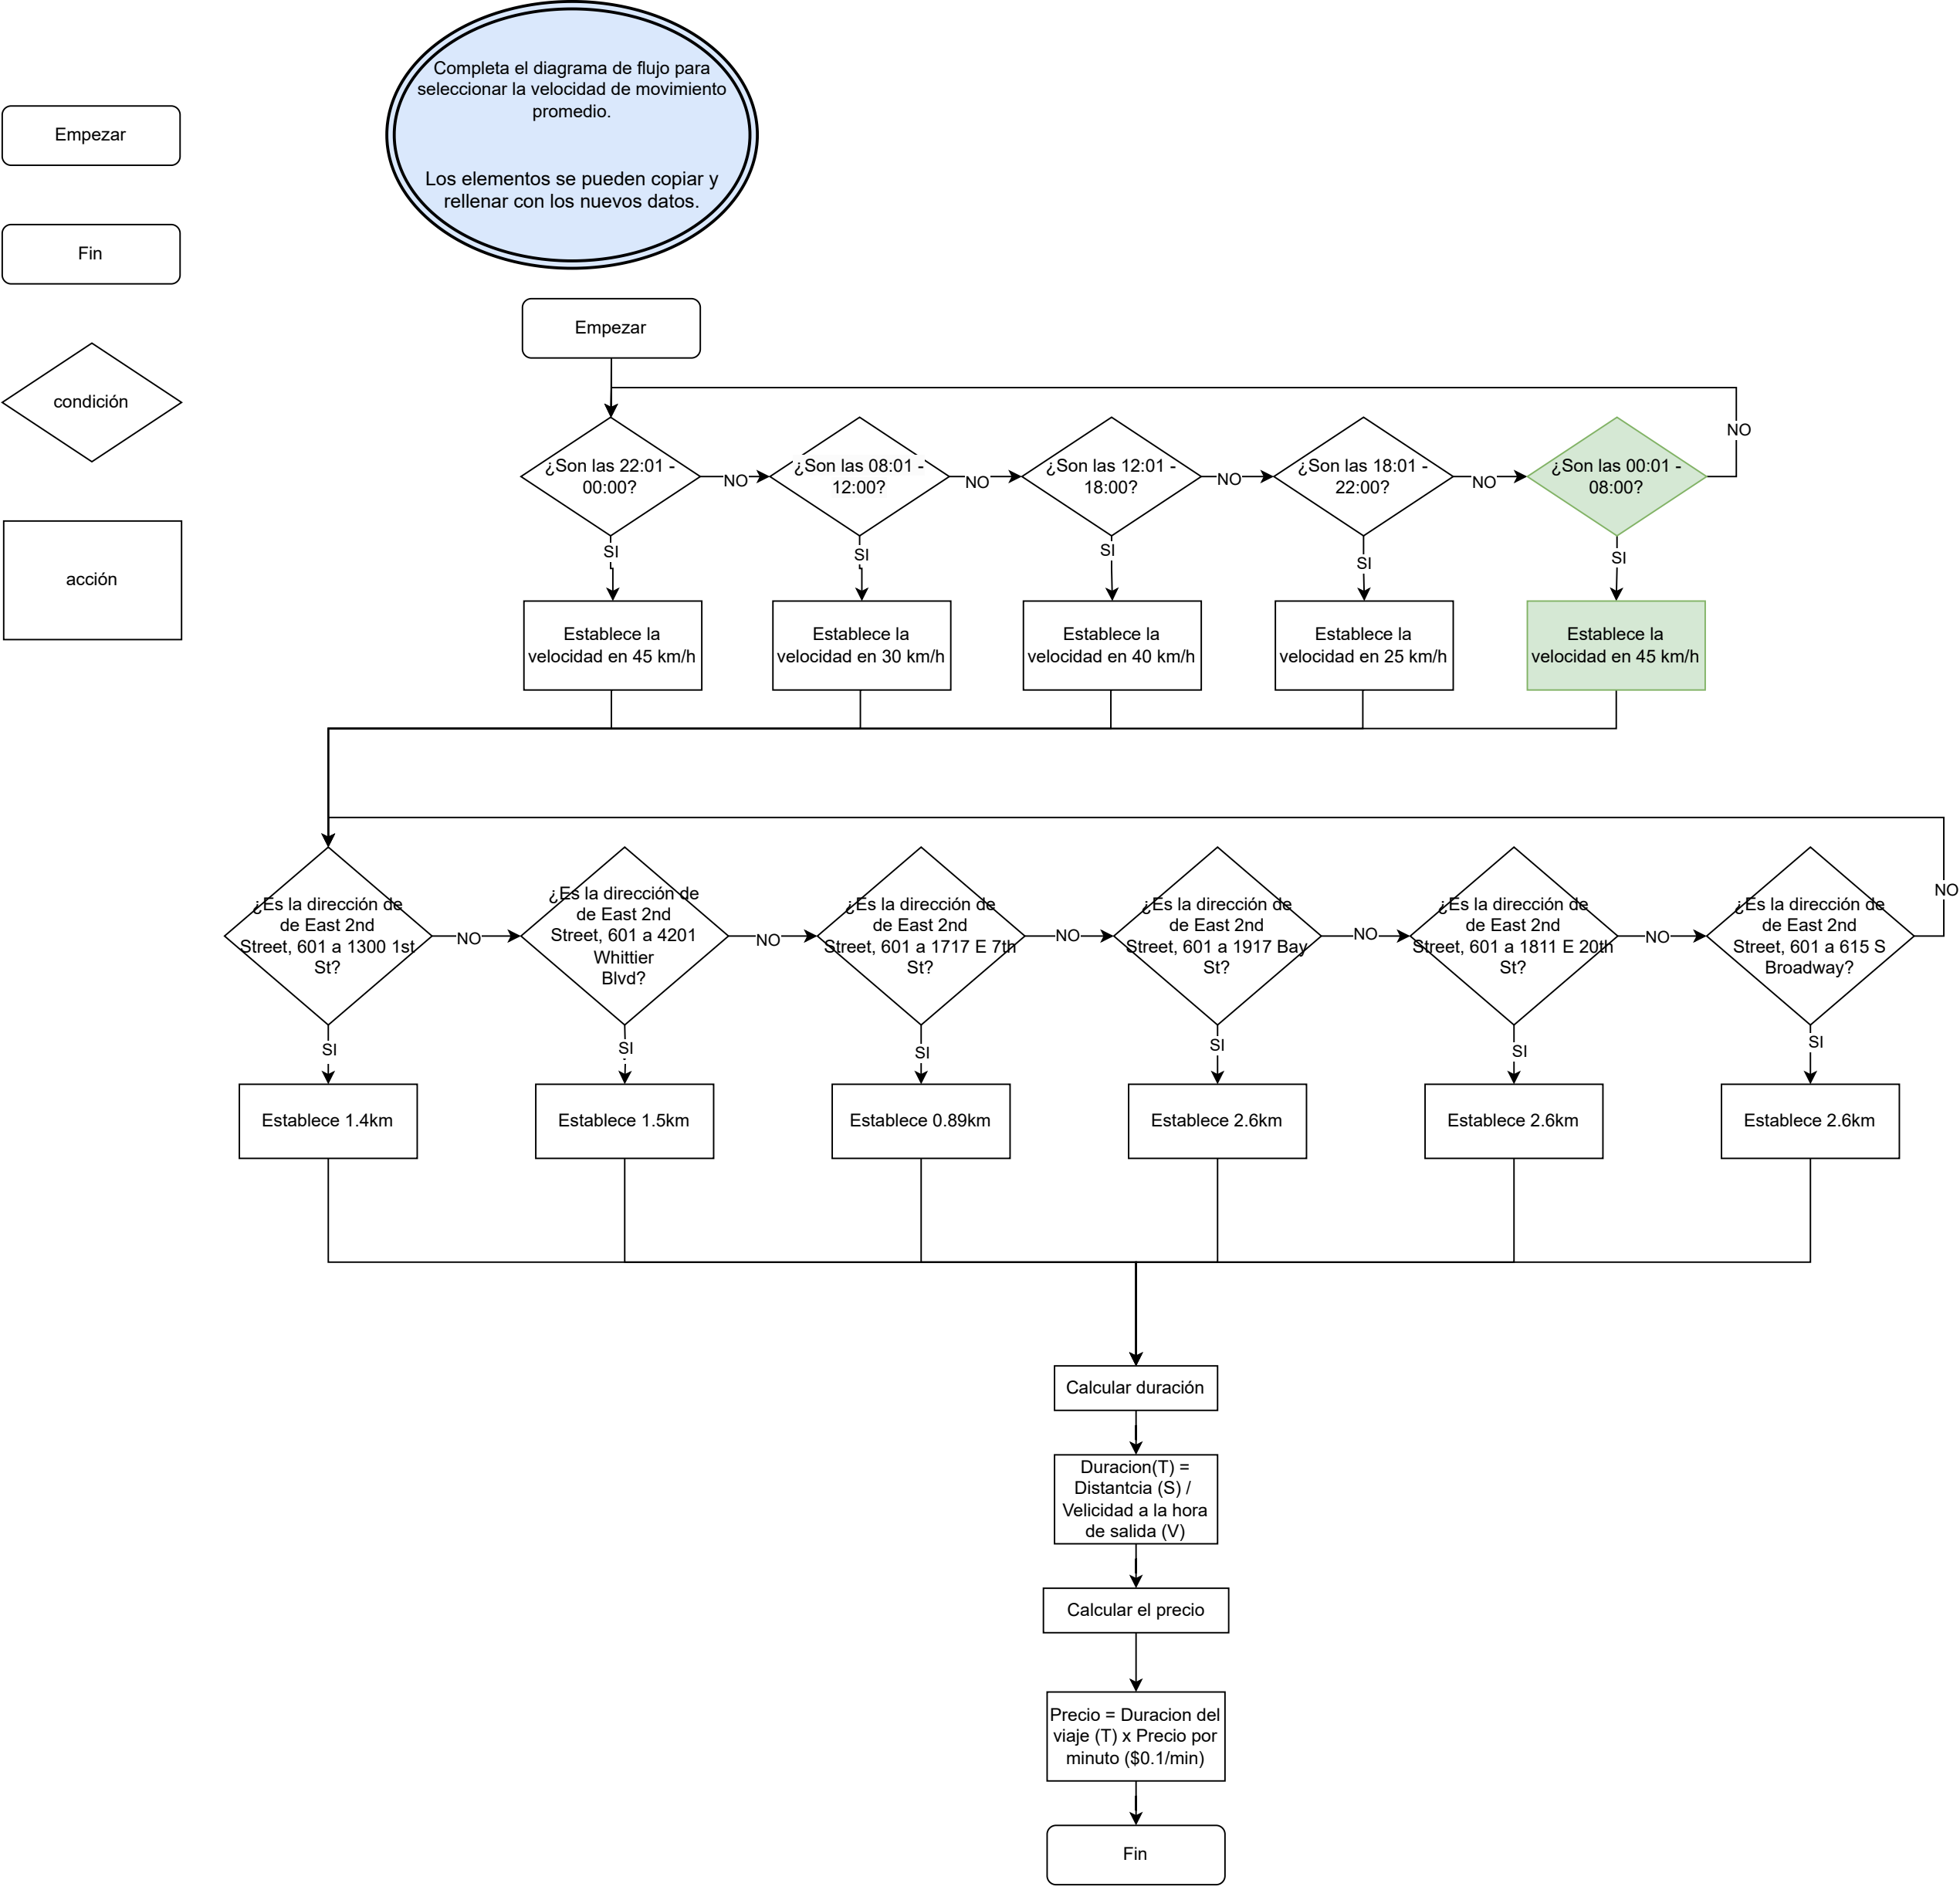 Completa el diagrama de flujo para
seleccionar la velocidad de movimiento
promedio.
Los elementos se pueden copiar y
rellenar con los nuevos datos.
Empezar
Fin
condición
acción
Empezar
¿Son las 22:01 -
00:00?
NO
¿Son las 08:01 -
12:00?
NO
¿Son las 12:01 -
18:00?
NO
¿Son las 18:01 -
22:00?
NO
¿Son las 00:01 -
08:00?
NO
SI
SI
SI
SI
SI
Establece la
velocidad en 45 km/h
Establece la
velocidad en 30 km/h
Establece la
velocidad en 40 km/h
Establece la
velocidad en 25 km/h
Establece la
velocidad en 45 km/h
¿Es la dirección de
de East 2nd
Street, 601 a 1300 1st
St?
NO
¿Es la dirección de
de East 2nd
Street, 601 a 4201
Whittier
Blvd?
NO
¿Es la dirección de
de East 2nd
Street, 601 a 1717 E 7th
St?
NO
¿Es la dirección de
de East 2nd
Street, 601 a 1917 Bay
St?
NO
¿Es la dirección de
de East 2nd
Street, 601 a 1811 E 20th
St?
NO
¿Es la dirección de
de East 2nd
Street, 601 a 615 S
Broadway?
NO
SI
SI
SI
SI
SI
SI
Establece 1.4km
Establece 1.5km
Establece 0.89km
Establece 2.6km
Establece 2.6km
Establece 2.6km
Calcular duración
Duracion(T) =
Distantcia (S) /
Velicidad a la hora
de salida (V)
Calcular el precio
Precio = Duracion del
viaje (T) x Precio por
minuto ($0.1/min)
Fin